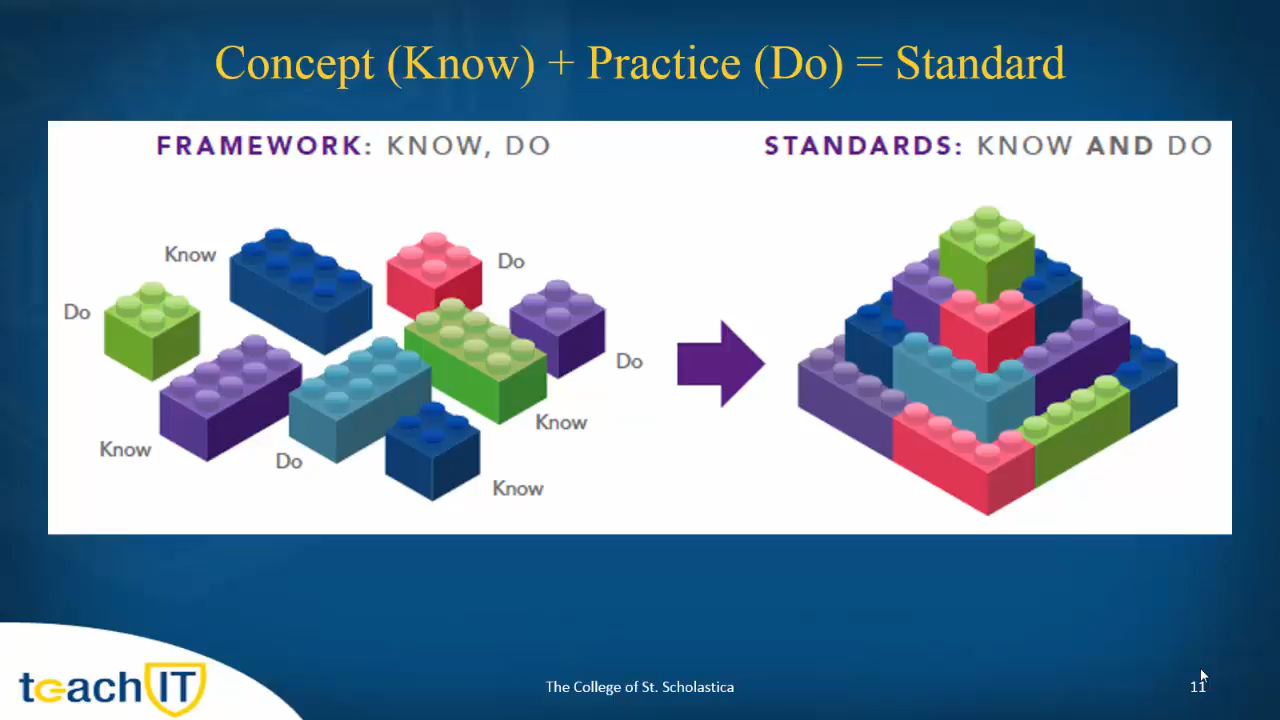 Concept (Know) + Practice (Do) = Standard
FRAMEWORK: KNOW, DO
STANDARDS: KNOW AND DO
Know
Do
Do
Do
Know
Know
Do
Know
teachIT
The College of St. Scholastica
11